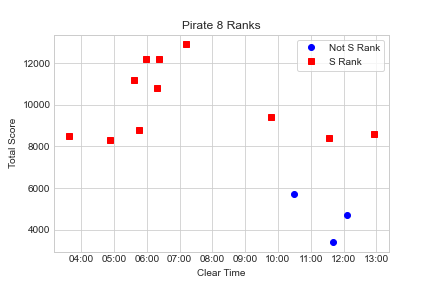 Pirate 8 Ranks
Not S Rank
S Rank
12000
10000
8000
6000
4000
Total Score
04:00 05:00 06:00 07:00 08:00 09:00 10:00 11:00 12:00 13:00
Clear Time